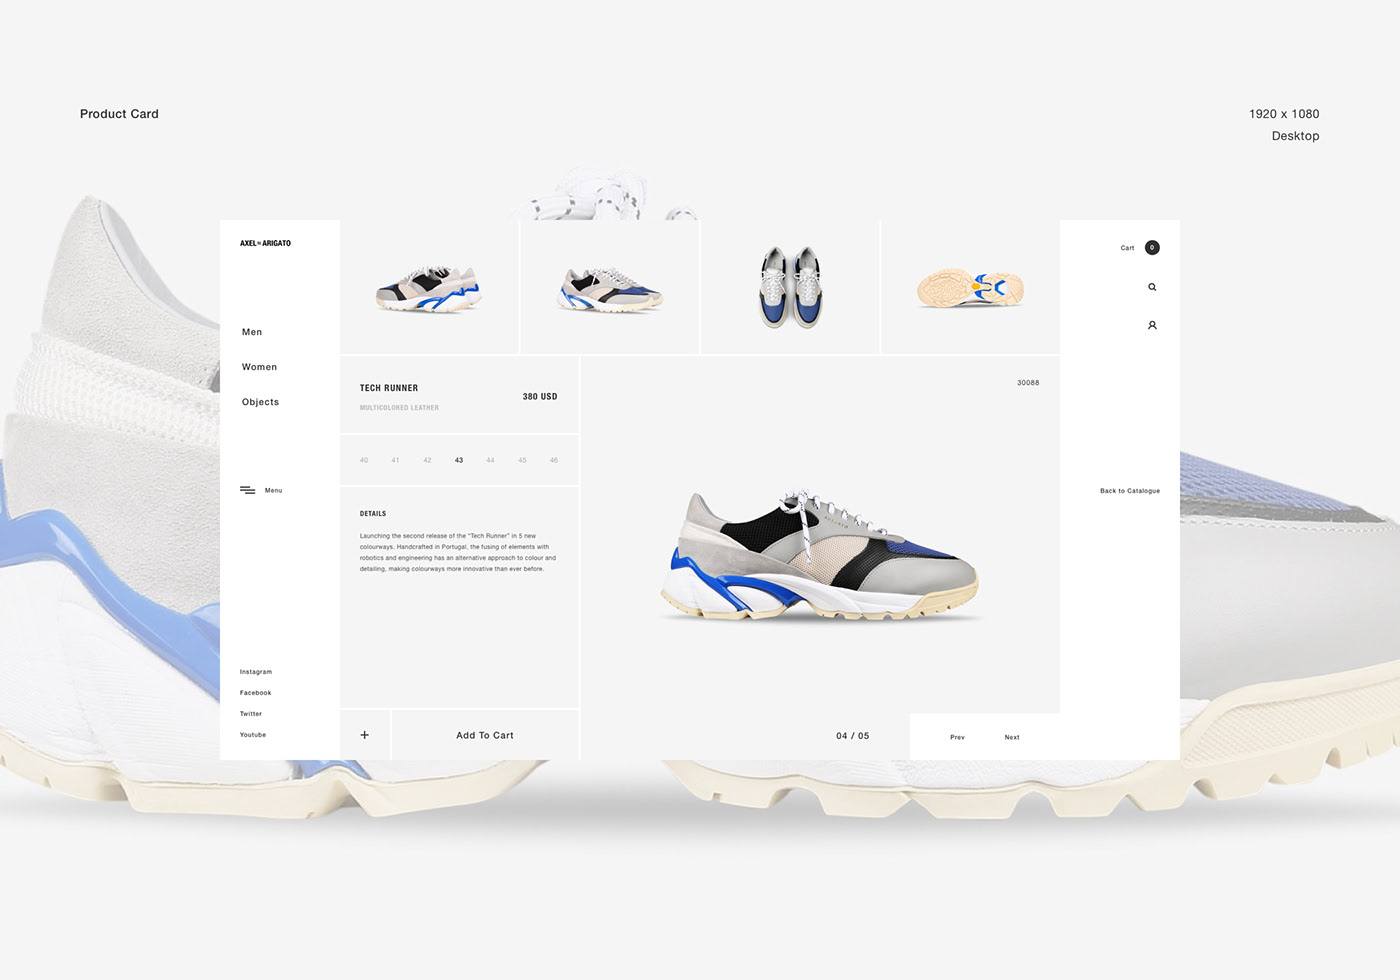 Product Card
1920 x 1080
Desktop
AXEL ARIGATO
Men
Women
Objects
Menu
Instagram
Facebook
Twitter
Youtube
TECH RUNNER
MULTICOLORED LEATHER
380 USD
40 41 42 43 44 45 46
DETAILS
Launching the second release of the "Tech Runner" in 5 new
colourways. Handcrafted in Portugal, the fusing of elements with
robotics and engineering has an alternative approach to colour and
detailing, making colourways more innovative than ever before.
+
Add To Cart
30088
04 / 05
Prev
Next
Cart 0
Back to Catalogue